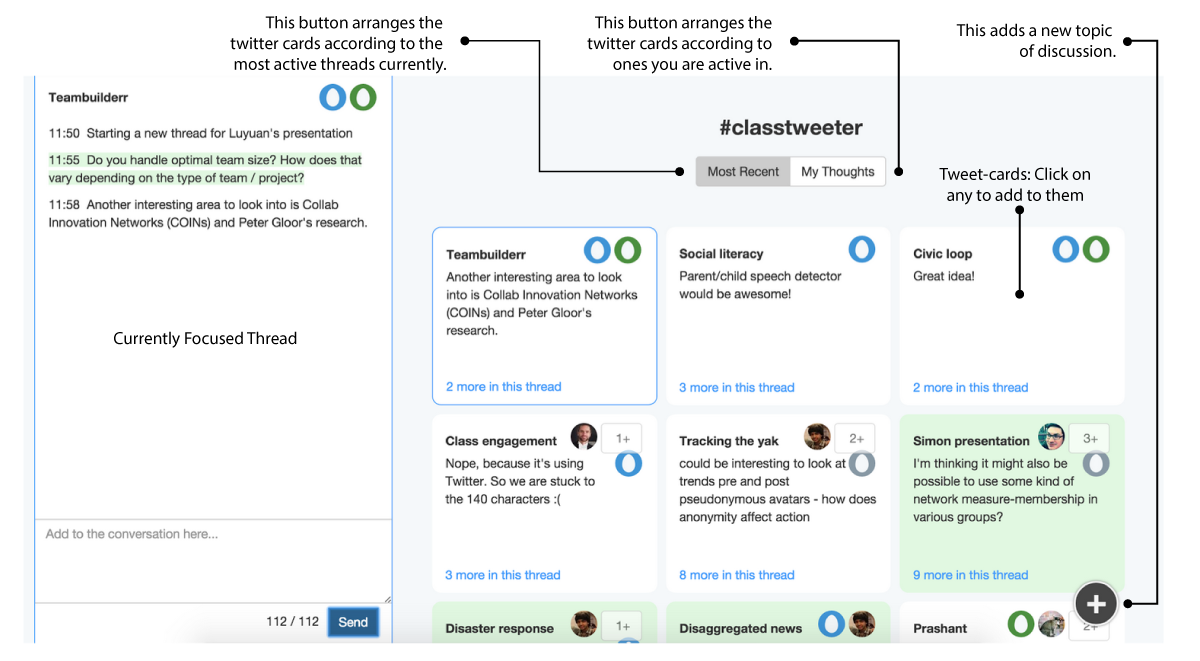 This button arranges the
twitter cards according to the
most active threads currently.
This button arranges the
twitter cards according to
ones you are active in.
This adds a new topic
of discussion.
Teambuilderr
11:50 Starting a new thread for Luyuan's presentation
11:55 Do you handle optimal team size? How does that
vary depending on the type of team / project?
11:58 Another interesting area to look into is Collab
Innovation Networks (COINs) and Peter Gloor's research.
Currently Focused Thread
Add to the conversation here...
112 / 112
Send
#classtweeter
Most Recent
My Thoughts
Tweet-cards: Click on
any to add to them
Teambuilderr
Another interesting area to look
into is Collab Innovation Networks
(COINs) and Peter Gloor's
research.
2 more in this thread
Social literacy
Parent/child speech detector
would be awesome!
3 more in this thread
Civic loop
Great idea!
2 more in this thread
Class engagement
1+
Nope, because it's using
Twitter. So we are stuck to
the 140 characters :(
3 more in this thread
Tracking the yak
2+
could be interesting to look at
trends pre and post
pseudonymous avatars - how does
anonymity affect action
8 more in this thread
Simon presentation
3+
I'm thinking it might also be
possible to use some kind of
network measure-membership in
various groups?
9 more in this thread
Disaster response
1+
Disaggregated news
Prashant
2+
+